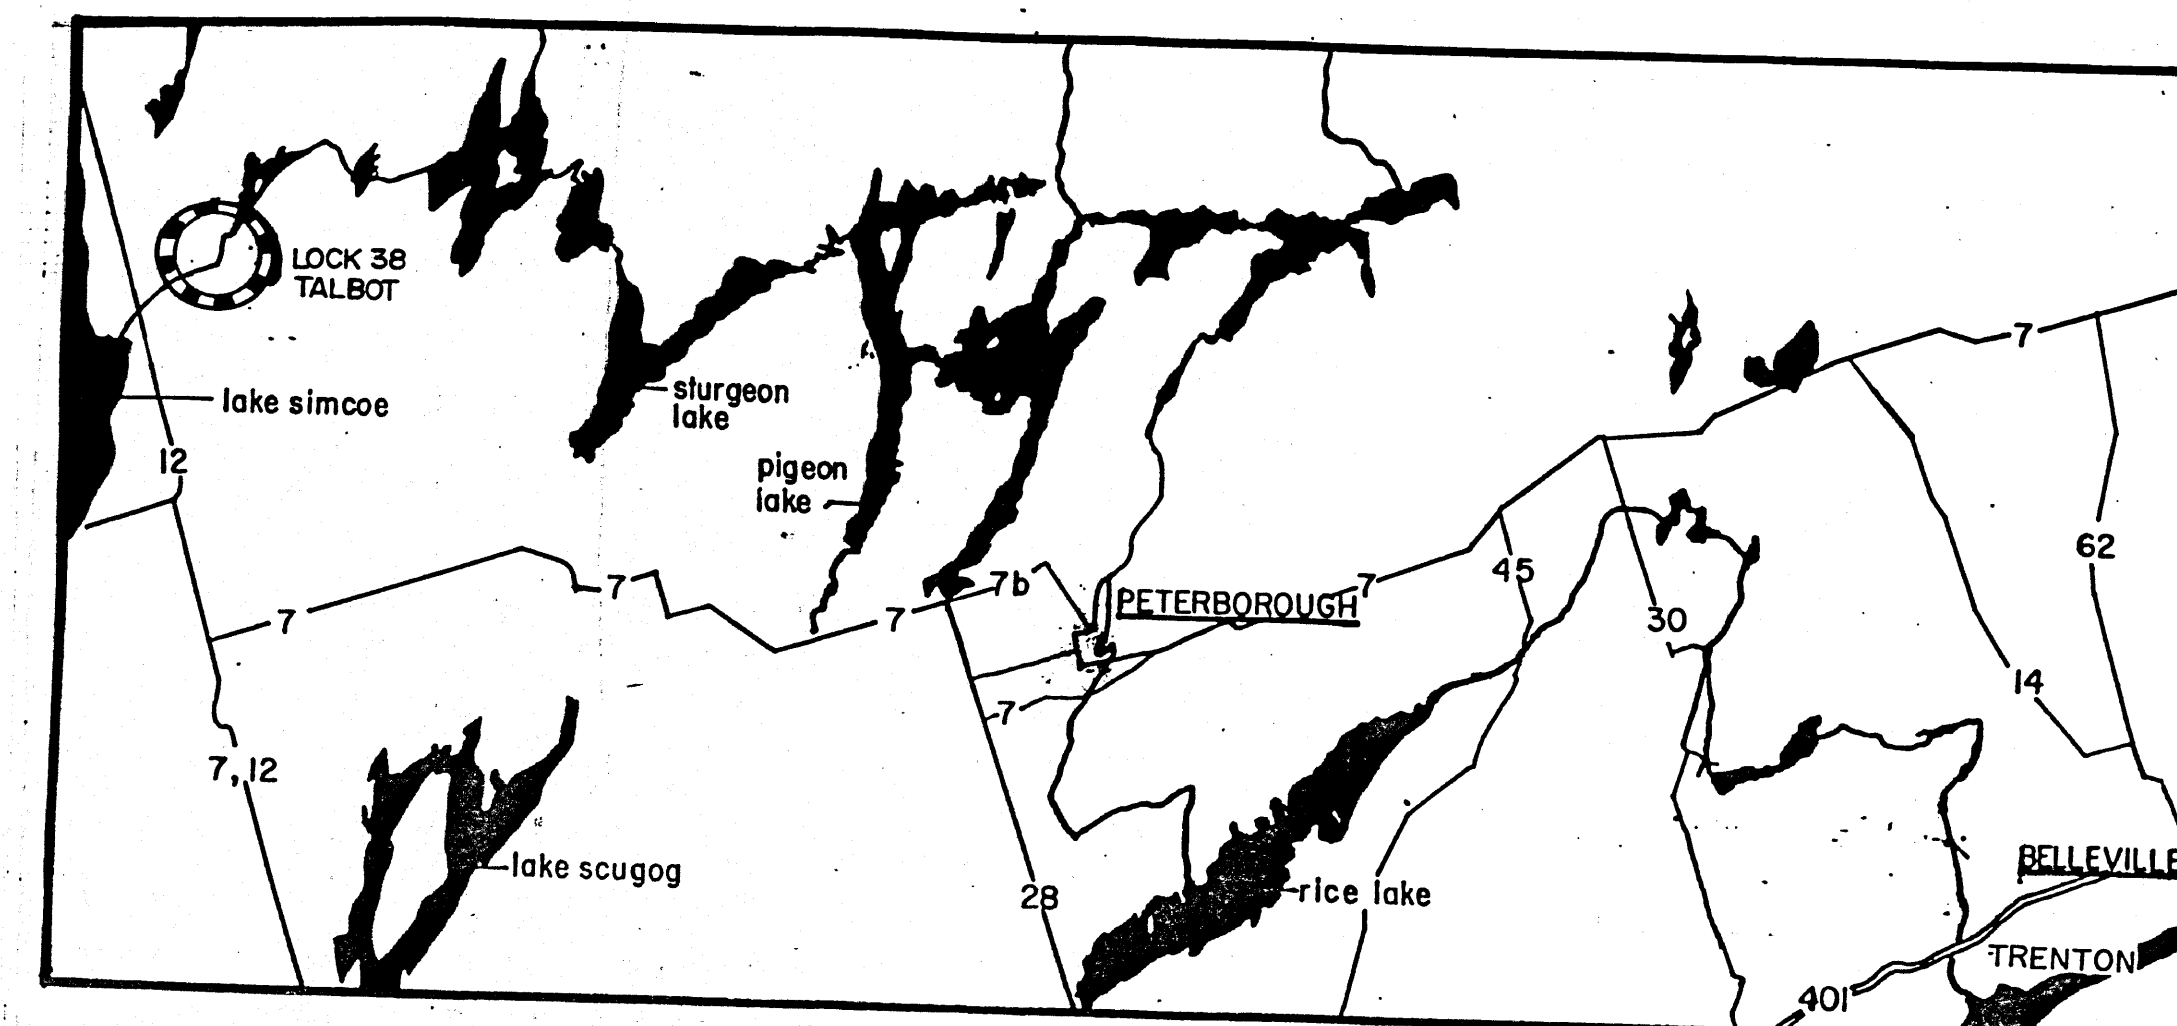 LOCK 38
TALBOT
lake simcoe
12
sturgeon
lake
pigeon
lake
7
7
7
7b
PETERBOROUGH
7
45
30
7
62
14
7
7,12
lake scugog
28
rice lake
BELLEVILLE
TRENTON
401